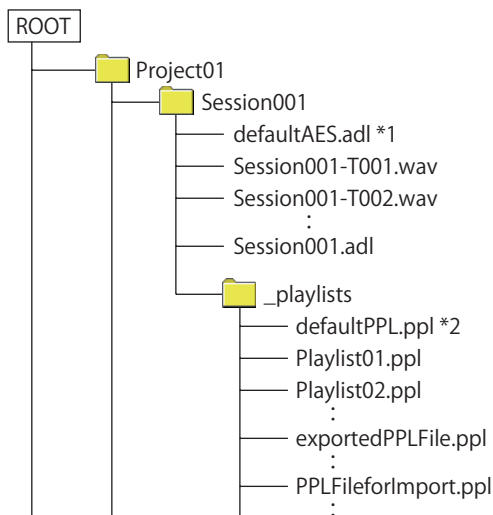 ROOT
Project01
Session001
defaultAES.adl *1
Session001-T001.wav
Session001-T002.wav
:
Session001.adl
_playlists
defaultPPL.ppl *2
Playlist01.ppl
Playlist02.ppl
:
exportedPPLFile.ppl
:
PPLFileforImport.ppl
: